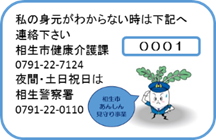 私の身元がわからない時は下記へ
連絡下さい
相生市健康介護課
0791-22-7124
夜間・土日祝日は
相生警察署
0791-22-0110
0001
相生市
あんしん
見守り事業